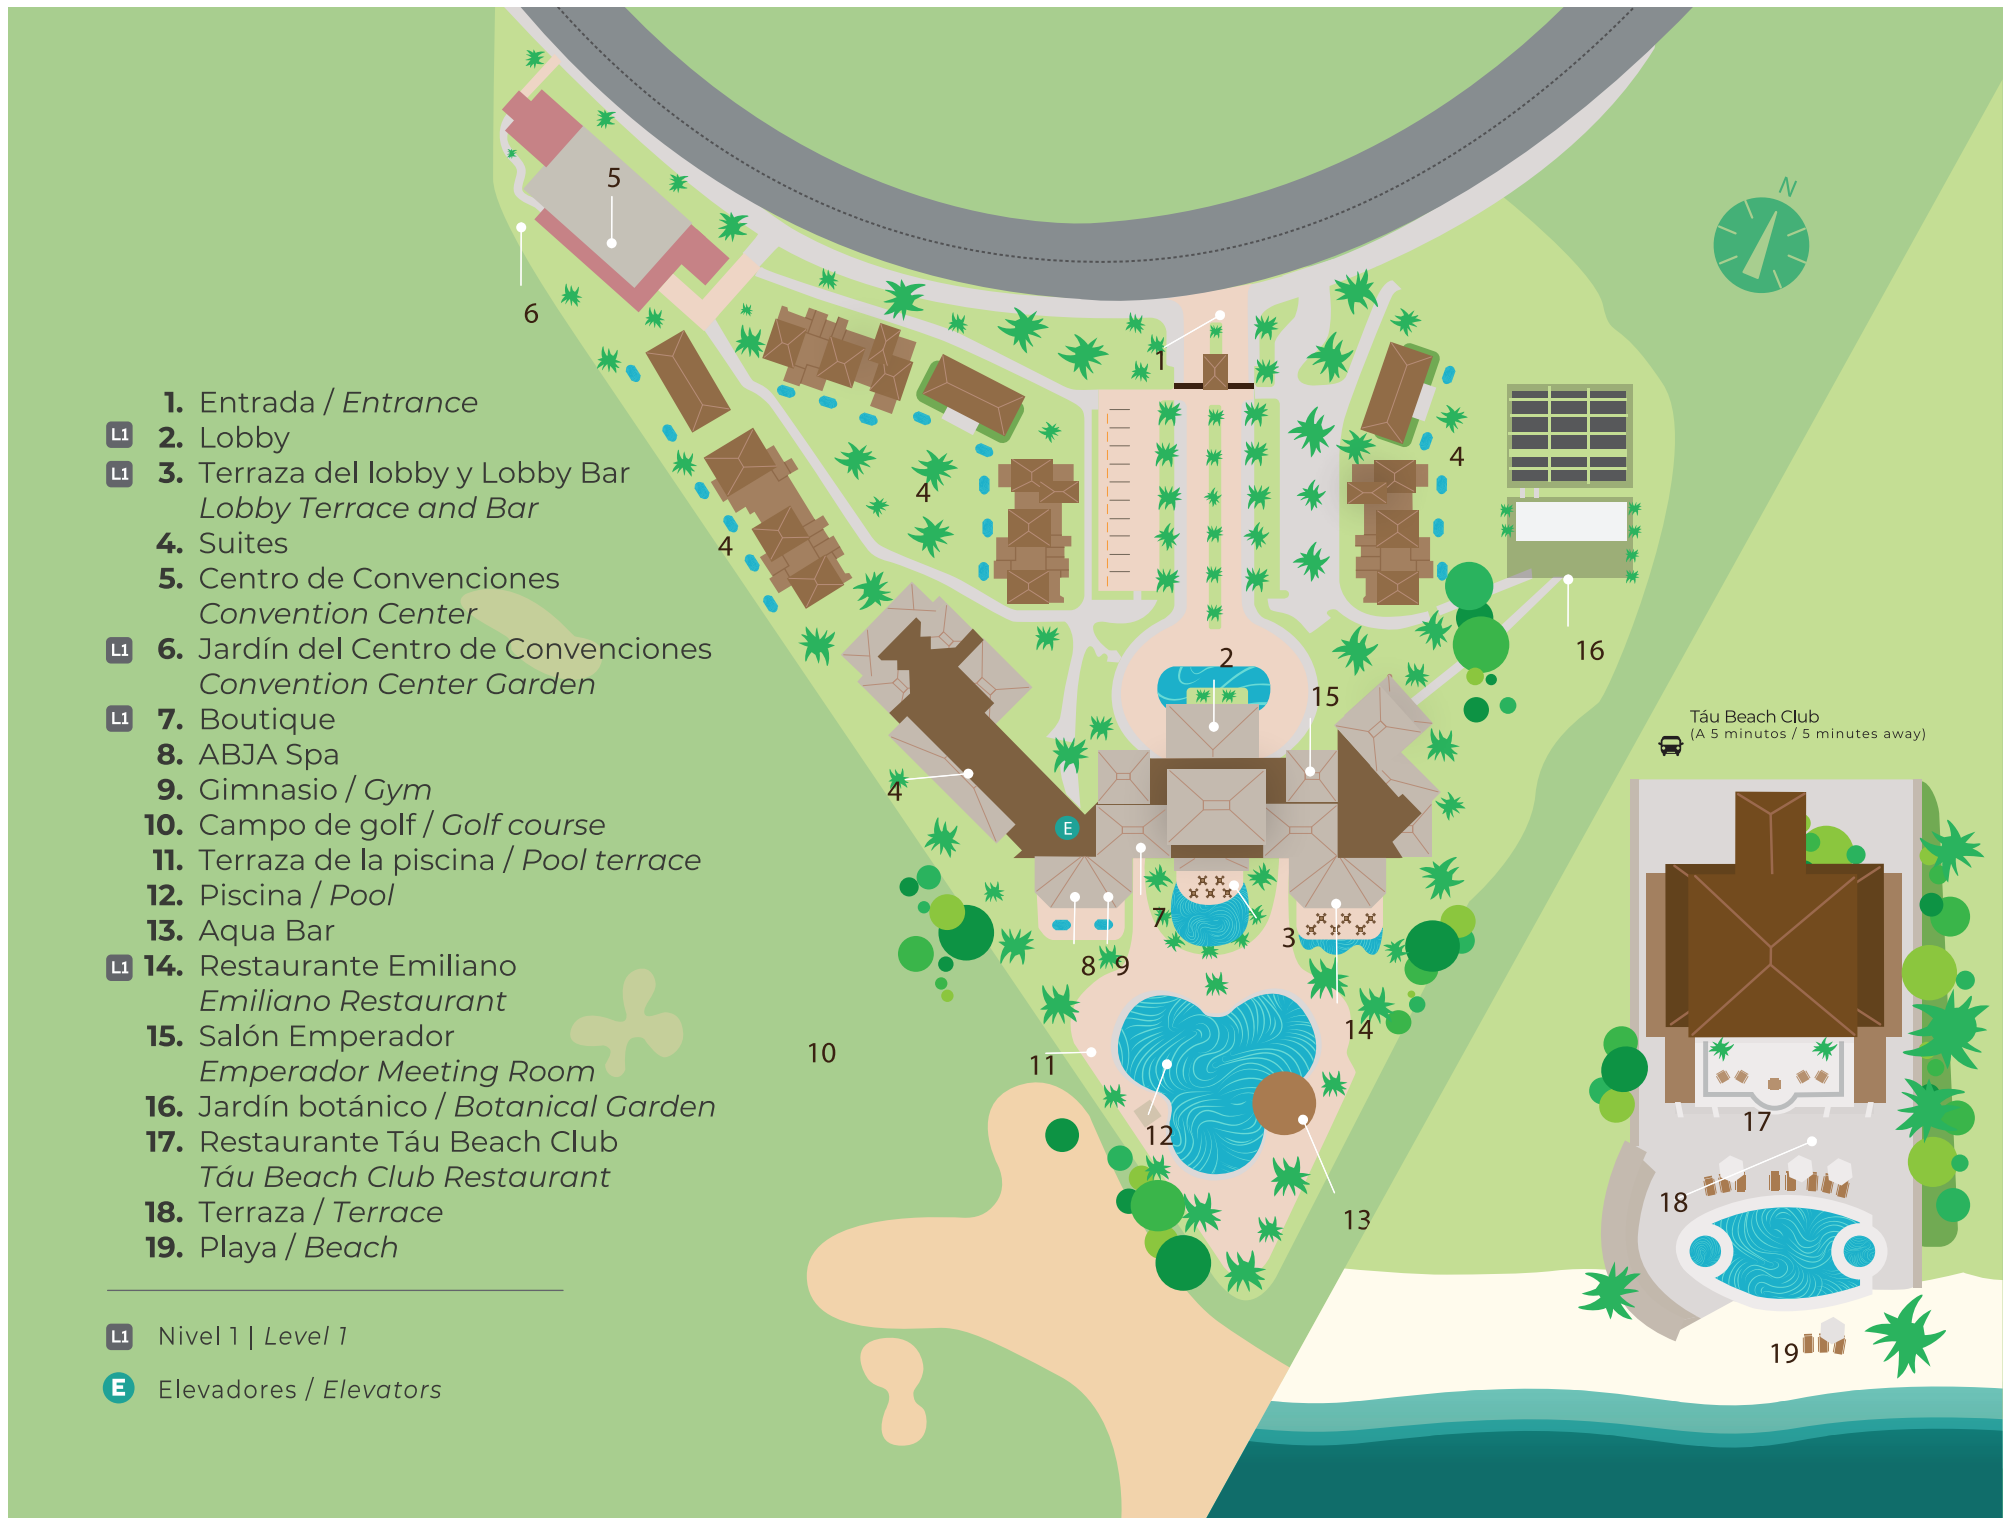 1. Entrada / Entrance
L1 2. Lobby
L1 3. Terraza del lobby y Lobby Bar
Lobby Terrace and Bar
4. Suites
5. Centro de Convenciones
Convention Center
L1 6. Jardín del Centro de Convenciones
Convention Center Garden
L1 7. Boutique
8. ABJA Spa
9. Gimnasio / Gym
10. Campo de golf / Golf course
11. Terraza de la piscina / Pool terrace
12. Piscina / Pool
13. Aqua Bar
L1 14. Restaurante Emiliano
Emiliano Restaurant
15. Salón Emperador
Emperador Meeting Room
16. Jardín botánico / Botanical Garden
17. Restaurante Táu Beach Club
Táu Beach Club Restaurant
18. Terraza / Terrace
19. Playa / Beach
L1 Nivel 1 | Level 1
E Elevadores / Elevators
5
N
6
1
4
4
4
16
2
15
Táu Beach Club
(A 5 minutos / 5 minutes away)
4
E
7
3
8
9
14
10
11
12
17
18
13
19